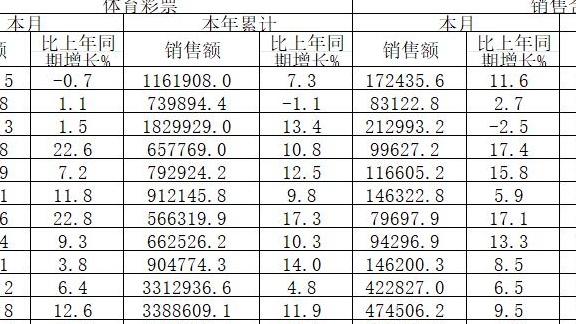 体育彩票 销售合
本月 本年累计 本月
额 比上年同期增长% 销售额 比上年同期增长% 销售额 比上年同期增长%
5 -0.7 1161908.0 7.3 172435.6 11.6
8 1.1 739894.4 -1.1 83122.8 2.7
3 1.5 1829929.0 13.4 212993.2 -2.5
8 22.6 657769.0 10.8 99627.2 17.4
9 7.2 792924.2 12.5 116605.2 15.8
1 11.8 912145.8 9.8 146322.8 5.9
6 22.8 566319.9 17.3 79697.9 17.1
4 9.3 662526.2 10.3 94296.9 13.3
1 3.8 904774.3 14.0 146200.3 8.5
2 6.4 3312936.6 4.8 422827.0 6.5
8 12.6 3388609.1 11.9 474506.2 9.5